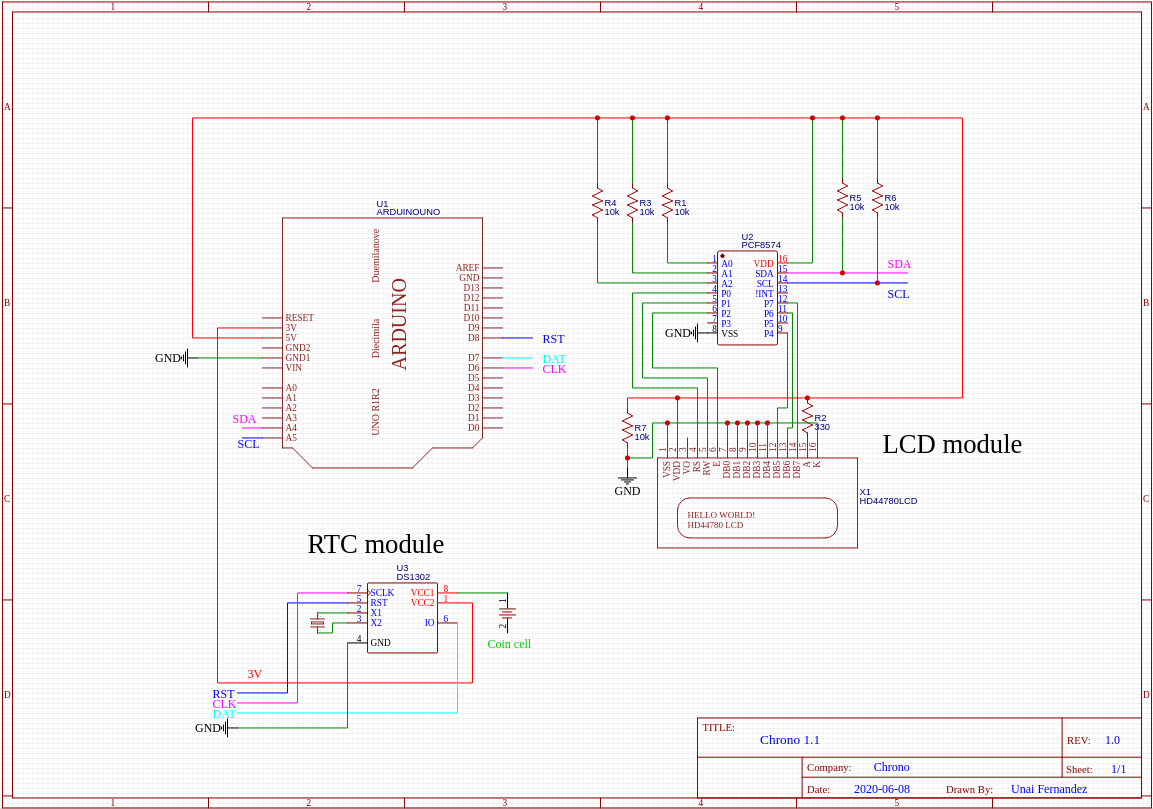 1 2 3 4 5
A A
R4 10k
R3 10k
R1 10k
R5 10k
R6 10k
U1
ARDUINOUNO
U2
PCF8574
1 A0 VDD 16
2 A1 SDA 15
3 A2 SCL 14
4 P0 !INT 13
5 P1 P7 12
6 P2 P6 11
7 P3 P5 10
8 VSS P4 9
SDA
SCL
GND
B B
Duemilanove
Diecimila
UNO R1R2
ARDUINO
AREF
GND
D13
D12
D11
D10
D9
D8
D7
D6
D5
D4
D3
D2
D1
D0
RESET
3V
5V
GND2
GND1
VIN
A0
A1
A2
A3
A4
A5
GND
SDA
SCL
RST
DAT
CLK
R7
10k
R2
330
GND
LCD module
1 2 3 4 5 6 7 8 9 10 11 12 13 14 15 16
VSS VDD VO RS RW E DB0 DB1 DB2 DB3 DB4 DB5 DB6 DB7 A K
X1
HD44780LCD
HELLO WORLD!
HD44780 LCD
C C
RTC module
U3
DS1302
7 SCLK VCC1 8
5 RST VCC2 1
2 X1
3 X2 IO 6
4 GND
1
2
Coin cell
3V
RST
CLK
DAT
GND
D D
TITLE:
Chrono 1.1
REV: 1.0
Company: Chrono
Sheet: 1/1
Date: 2020-06-08
Drawn By: Unai Fernandez
1 2 3 4 5